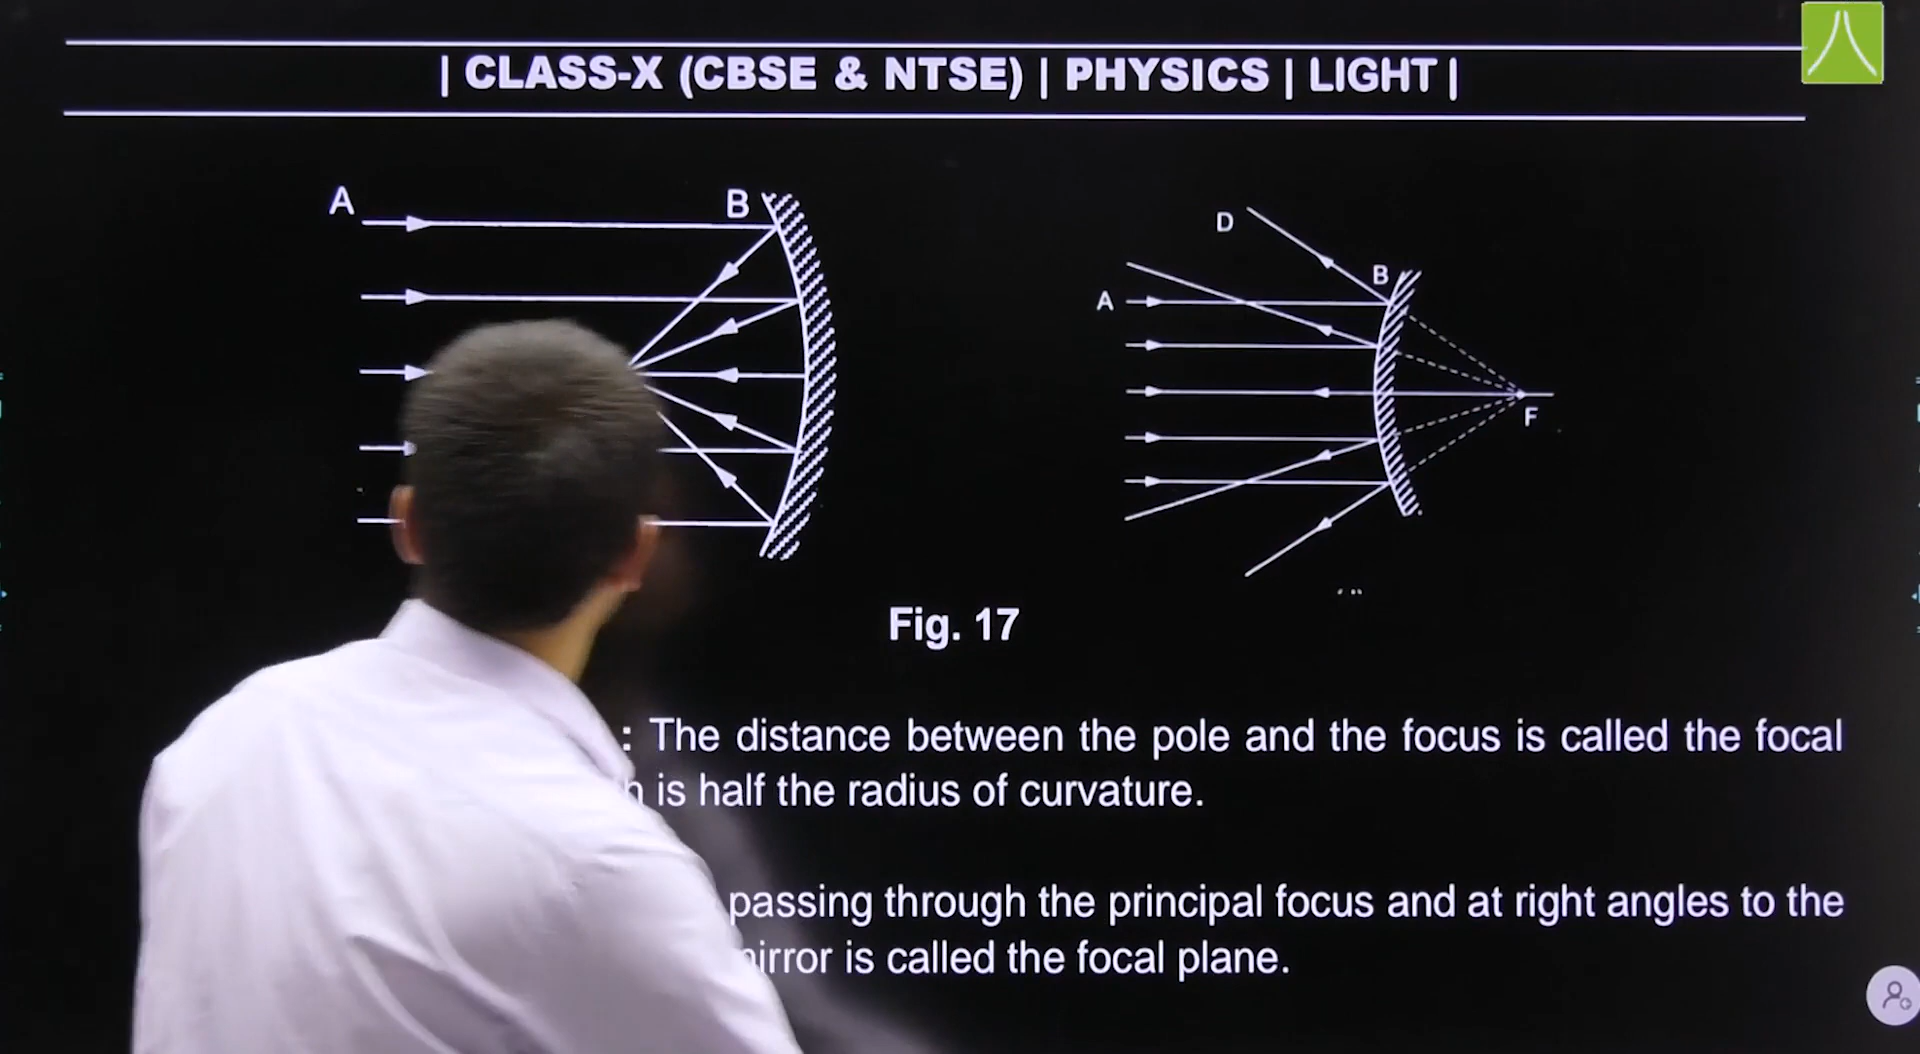 | CLASS-X (CBSE & NTSE) | PHYSICS | LIGHT |
A
B
D
B
A
F
Fig. 17
: The distance between the pole and the focus is called the focal
is half the radius of curvature.
passing through the principal focus and at right angles to the
is called the focal plane.